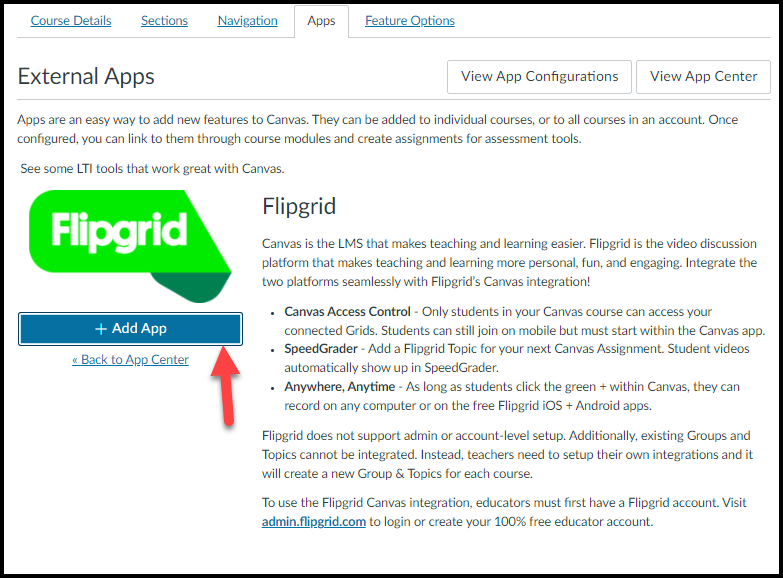 Course Details Sections Navigation Apps Feature Options
External Apps View App Configurations View App Center
Apps are an easy way to add new features to Canvas. They can be added to individual courses, or to all courses in an account. Once
configured, you can link to them through course modules and create assignments for assessment tools.
See some LTI tools that work great with Canvas.
Flipgrid
+ Add App
« Back to App Center
Flipgrid
Canvas is the LMS that makes teaching and learning easier. Flipgrid is the video discussion
platform that makes teaching and learning more personal, fun, and engaging. Integrate the
two platforms seamlessly with Flipgrid's Canvas integration!
• Canvas Access Control - Only students in your Canvas course can access your
connected Grids. Students can still join on mobile but must start within the Canvas app.
• SpeedGrader - Add a Flipgrid Topic for your next Canvas Assignment. Student videos
automatically show up in SpeedGrader.
• Anywhere, Anytime - As long as students click the green + within Canvas, they can
record on any computer or on the free Flipgrid iOS + Android apps.
Flipgrid does not support admin or account-level setup. Additionally, existing Groups and
Topics cannot be integrated. Instead, teachers need to setup their own integrations and it
will create a new Group & Topics for each course.
To use the Flipgrid Canvas integration, educators must first have a Flipgrid account. Visit
admin.flipgrid.com to login or create your 100% free educator account.